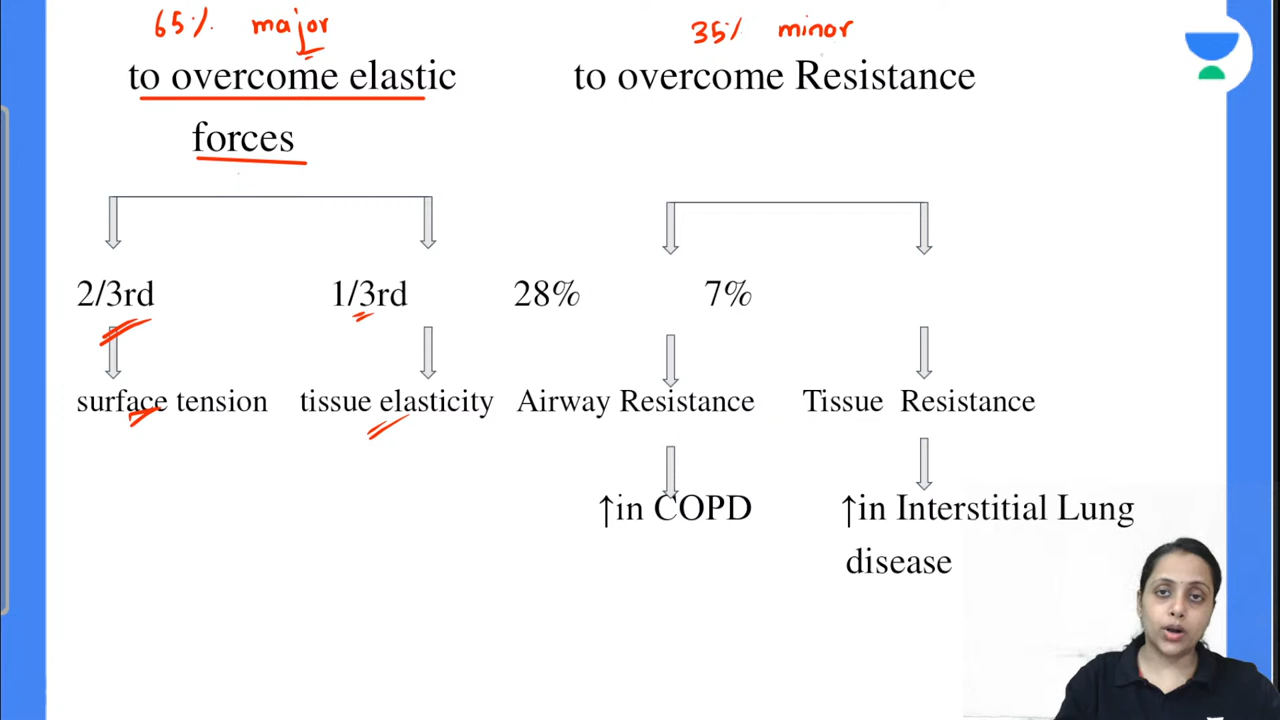 65% major
35% minor
to overcome elastic
forces
to overcome Resistance
2/3rd
1/3rd
28%
7%
surface tension
tissue elasticity
Airway Resistance
Tissue Resistance
↑in COPD
↑in Interstitial Lung
disease